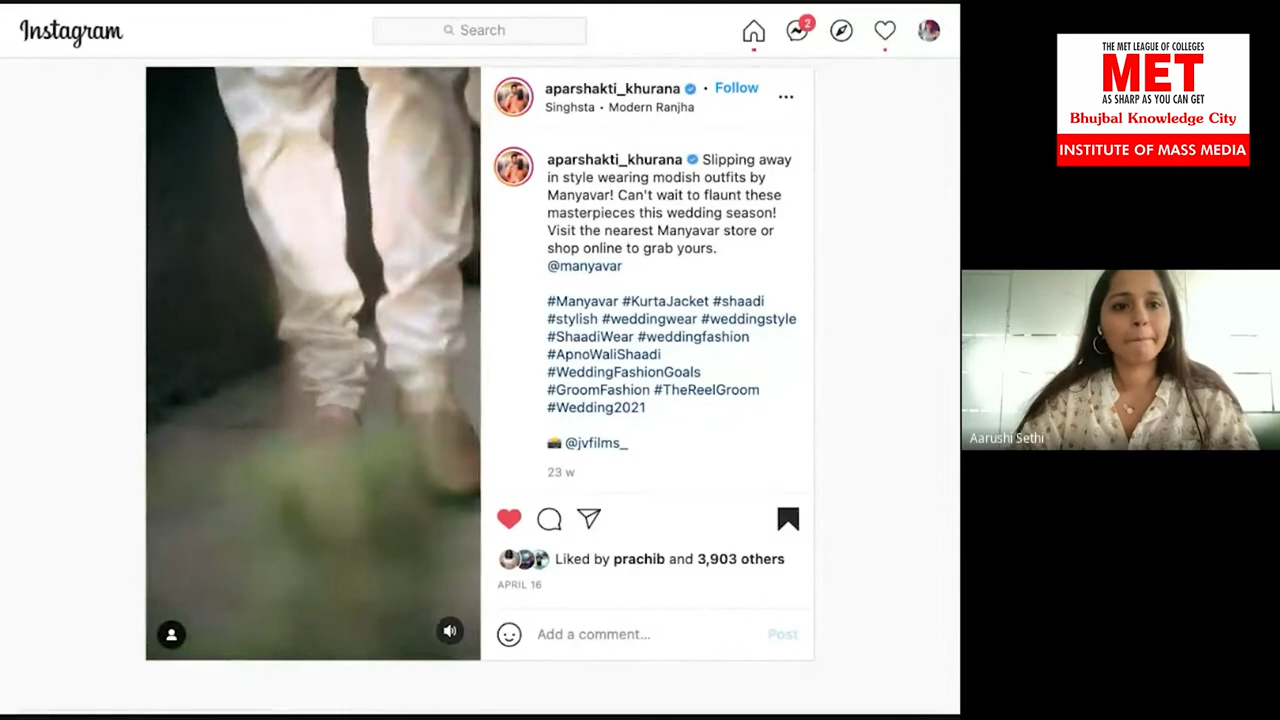 Instagram
Search
2
aparshakti_khurana • Follow
Singhsta • Modern Ranjha
aparshakti_khurana Slipping away
in style wearing modish outfits by
Manyavar! Can't wait to flaunt these
masterpieces this wedding season!
Visit the nearest Manyavar store or
shop online to grab yours.
@manyavar
#Manyavar #KurtaJacket #shaadi
#stylish #weddingwear #weddingstyle
#ShaadiWear #weddingfashion
#ApnoWaliShaadi
#WeddingFashionGoals
#GroomFashion #TheReelGroom
#Wedding2021
📸 @jvfilms_
23 w
Liked by prachib and 3,903 others
APRIL 16
Add a comment...
Post
THE MET LEAGUE OF COLLEGES
MET
AS SHARP AS YOU CAN GET
Bhujbal Knowledge City
INSTITUTE OF MASS MEDIA
Aarushi Sethi